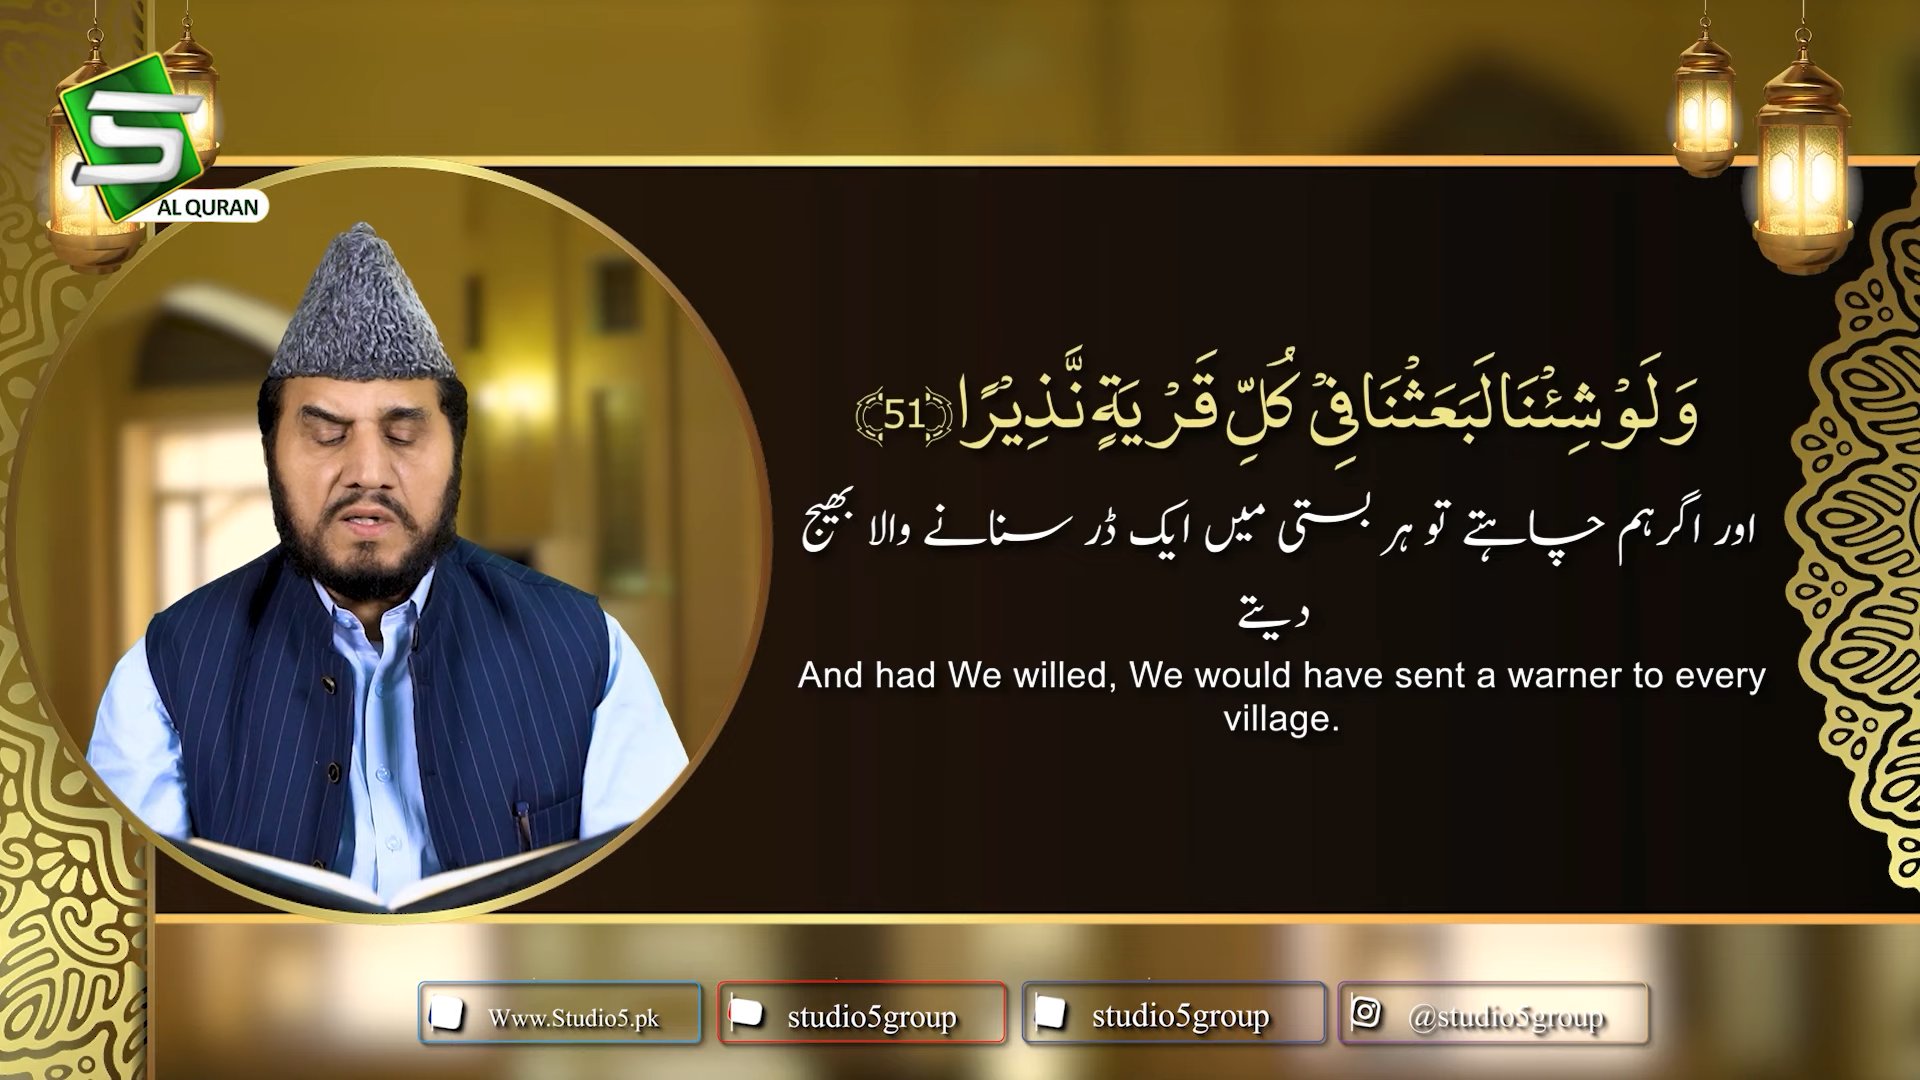 S
AL QURAN
وَلَوْ شِئْنَا لَبَعَثْنَا فِيْ كُلِّ قَرْيَةٍ نَّذِيْرًا ﴿51﴾
اور اگر ہم چاہتے تو ہر بستی میں ایک ڈر سنانے والا بھیج
دیتے
And had We willed, We would have sent a warner to every
village.
Www.Studio5.pk
studio5group
studio5group
@studio5group